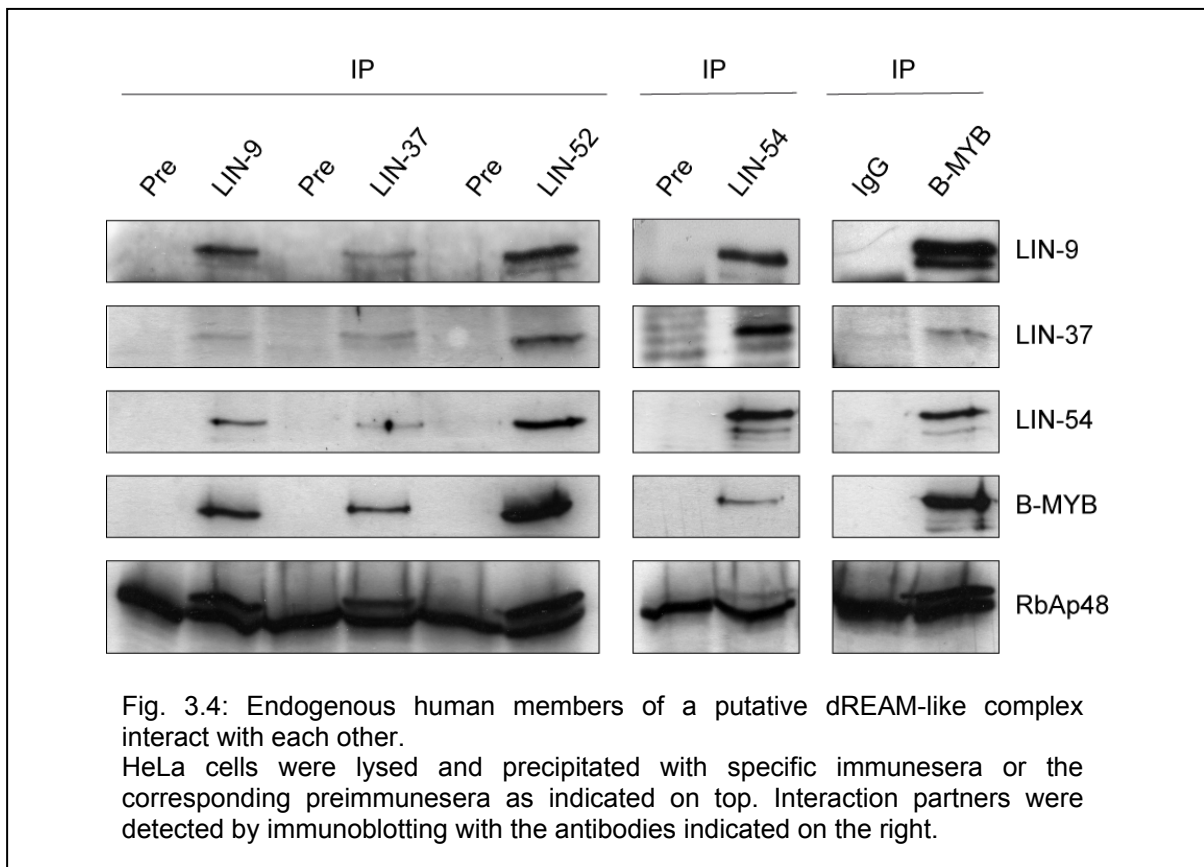 IP IP IP
Pre LIN-9 Pre LIN-37 Pre LIN-52 Pre LIN-54 IgG B-MYB
LIN-9
LIN-37
LIN-54
B-MYB
RbAp48
Fig. 3.4: Endogenous human members of a putative dREAM-like complex
interact with each other.
HeLa cells were lysed and precipitated with specific immunesera or the
corresponding preimmunesera as indicated on top. Interaction partners were
detected by immunoblotting with the antibodies indicated on the right.